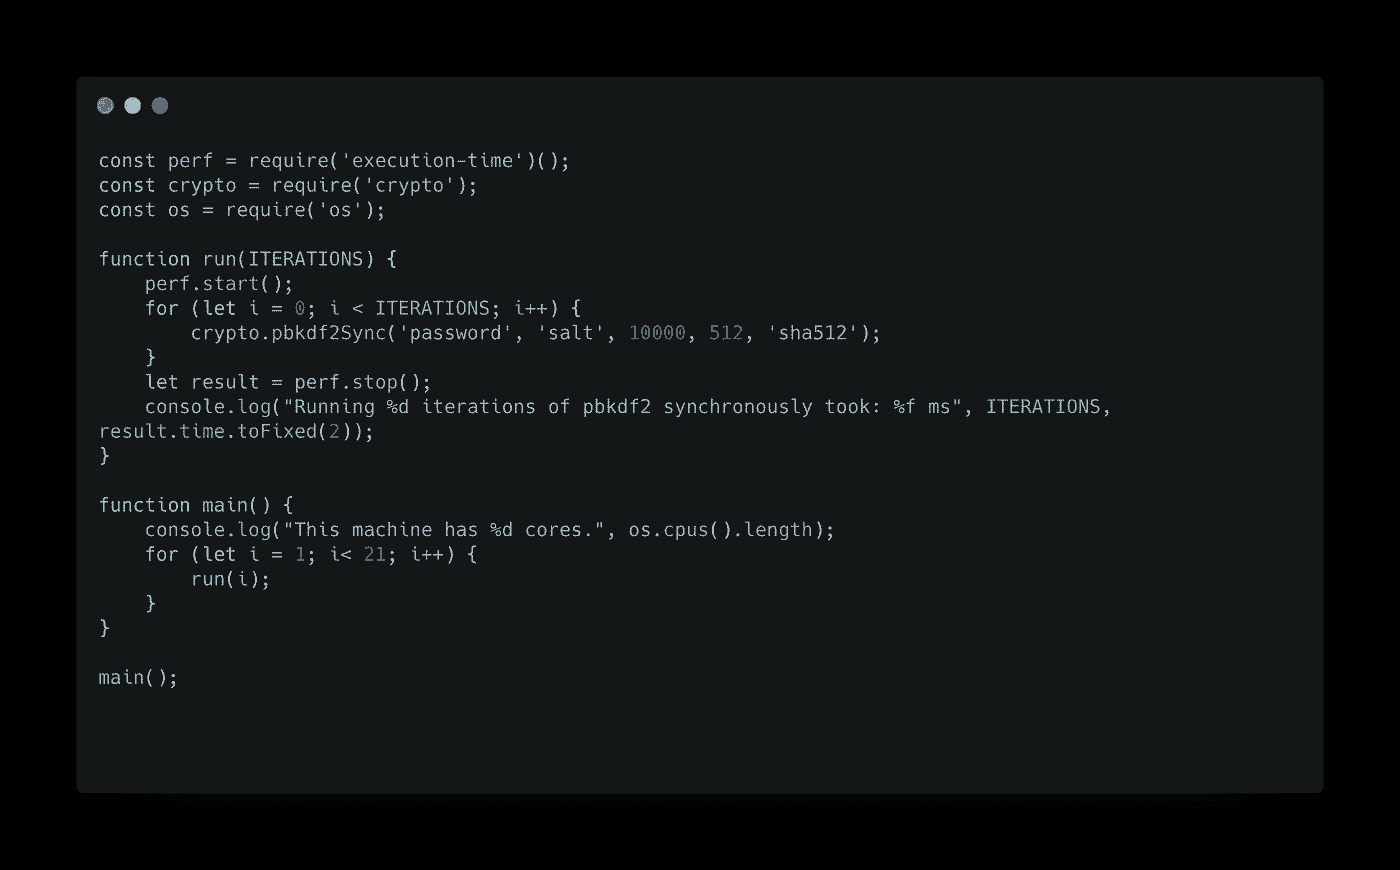 const perf = require('execution-time')();
const crypto = require('crypto');
const os = require('os');

function run(ITERATIONS) {
    perf.start();
    for (let i = 0; i < ITERATIONS; i++) {
        crypto.pbkdf2Sync('password', 'salt', 10000, 512, 'sha512');
    }
    let result = perf.stop();
    console.log("Running %d iterations of pbkdf2 synchronously took: %f ms", ITERATIONS,
result.time.toFixed(2));
}

function main() {
    console.log("This machine has %d cores.", os.cpus().length);
    for (let i = 1; i< 21; i++) {
        run(i);
    }
}

main();